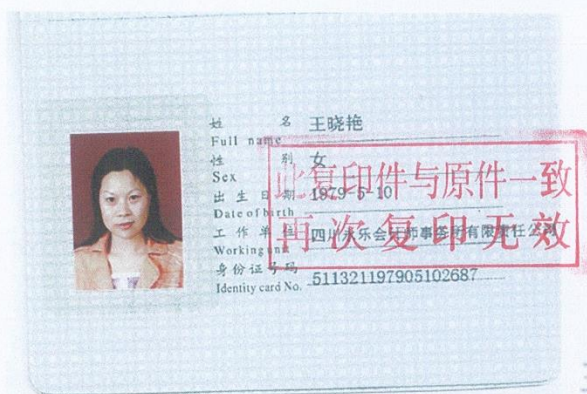 姓 名 王晓艳
Full name
性 别 女
Sex
出生日期 1979-5-10
Date of birth
工作单位 四川永乐会计师事务所有限责任公司
Working unit
身份证号码 511321197905102687
Identity card No.
此复印件与原件一致
再次复印无效